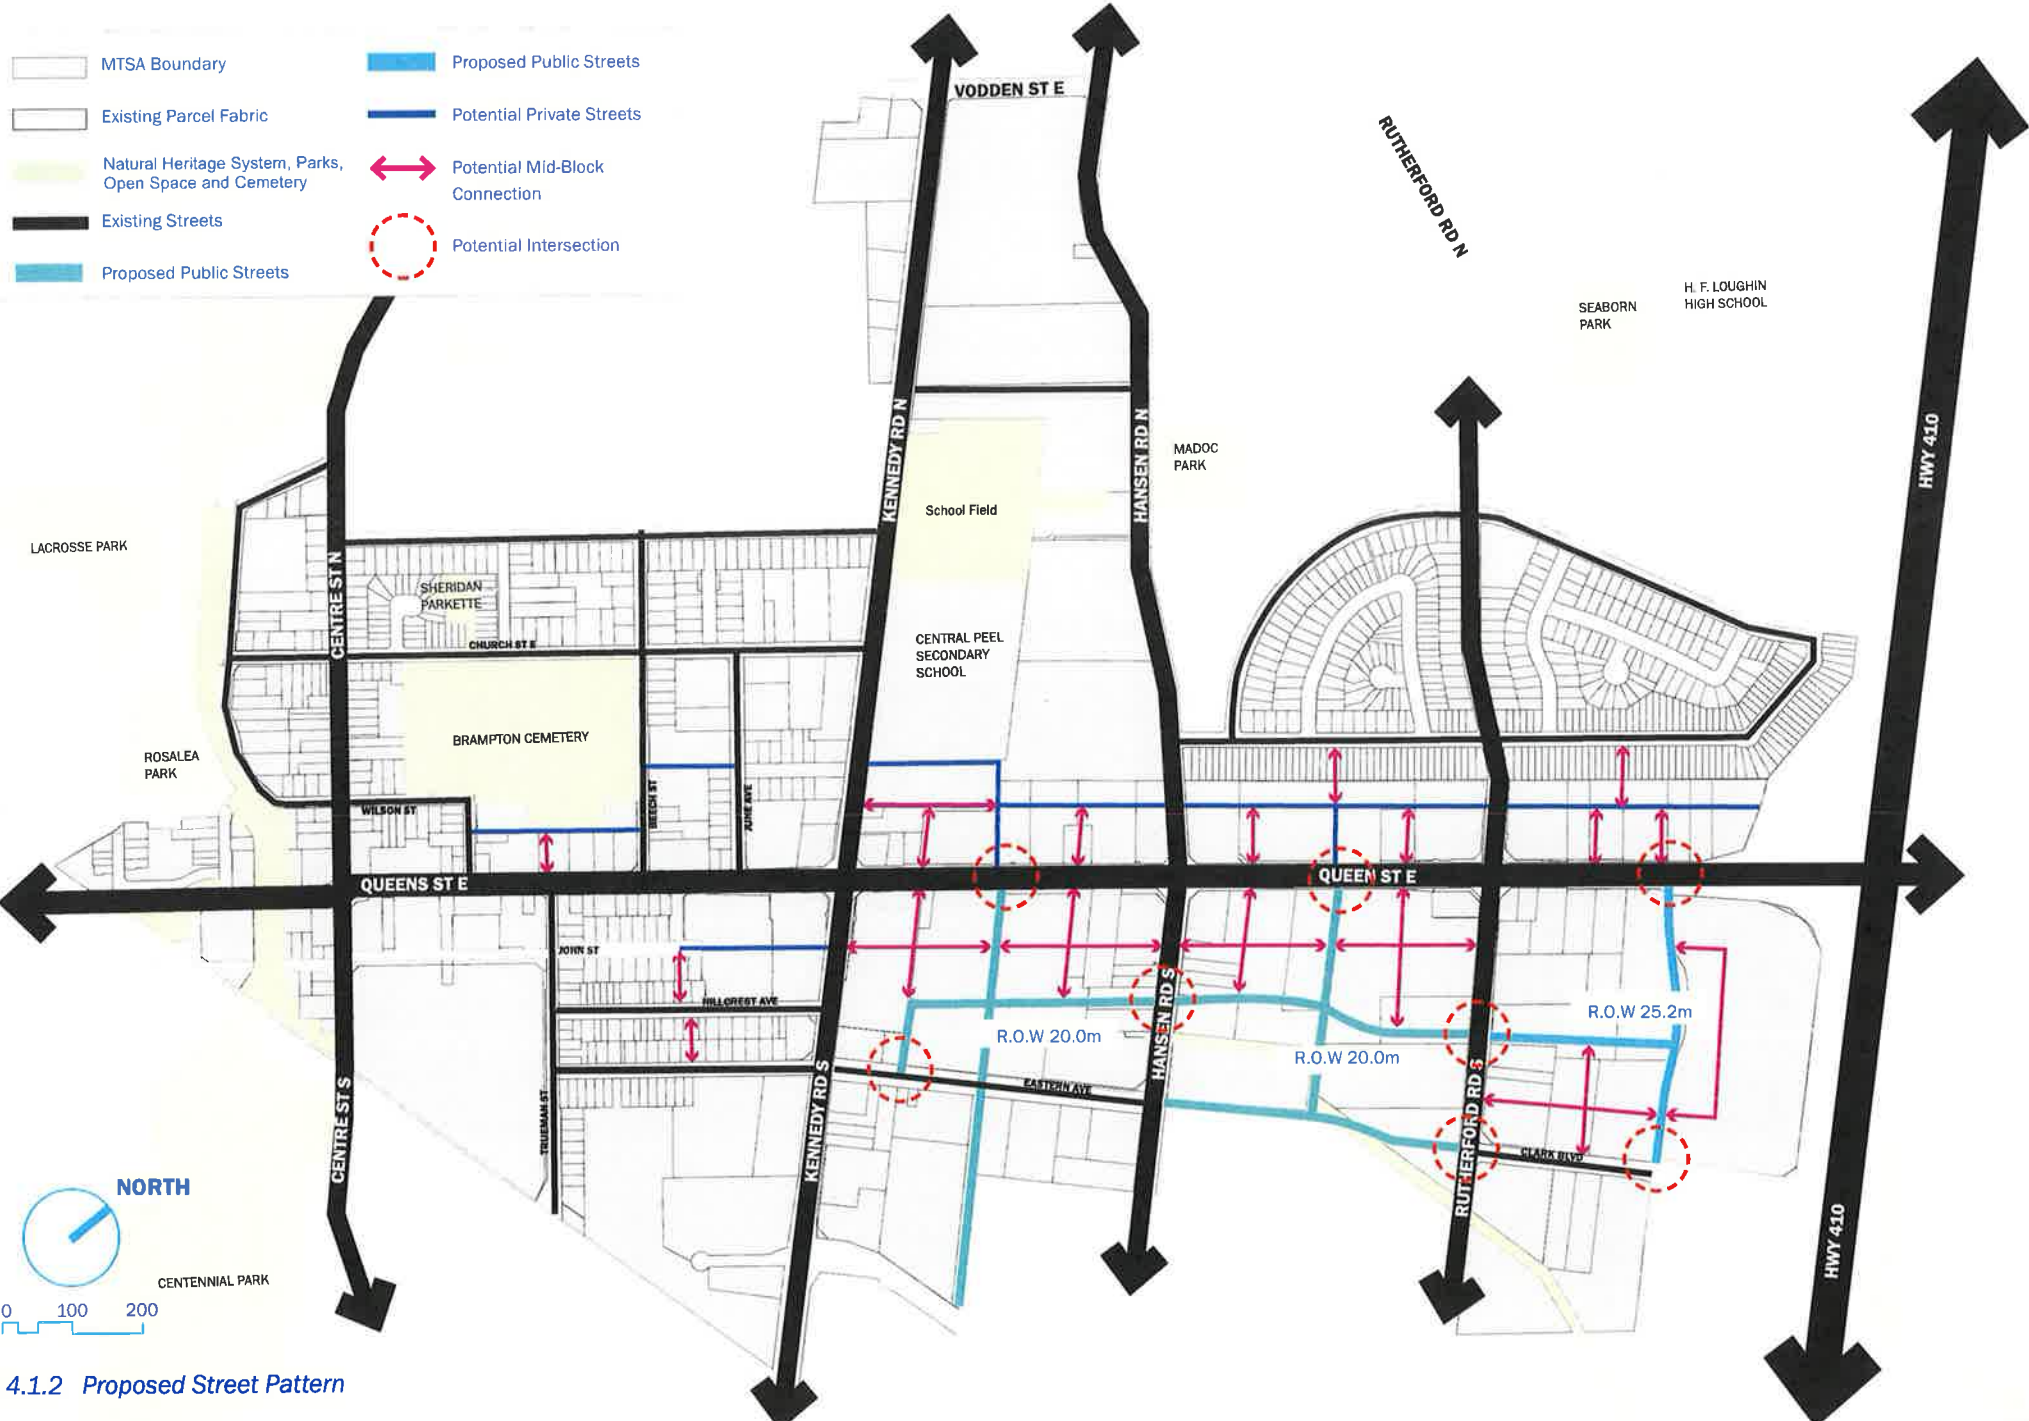 MTSA Boundary
Existing Parcel Fabric
Natural Heritage System, Parks,
Open Space and Cemetery
Existing Streets
Proposed Public Streets
Proposed Public Streets
Potential Private Streets
Potential Mid-Block
Connection
Potential Intersection
VODDEN ST E
RUTHERFORD RD N
H. F. LOUGHIN
HIGH SCHOOL
SEABORN
PARK
KENNEDY RD N
HANSEN RD N
HWY 410
MADOC
PARK
School Field
LACROSSE PARK
CENTRE ST N
SHERIDAN
PARKETTE
CHURCH ST E
CENTRAL PEEL
SECONDARY
SCHOOL
BRAMPTON CEMETERY
ROSALEA
PARK
WILSON ST
BEECH ST
JUNE AVE
QUEENS ST E
QUEEN ST E
JOHN ST
HILLCREST AVE
HANSEN RD S
R.O.W 20.0m
R.O.W 20.0m
R.O.W 25.2m
EASTERN AVE
CENTRE ST S
TRUEMAN ST
KENNEDY RD S
RUTHERFORD RD S
CLARK BLVD
HWY 410
NORTH
CENTENNIAL PARK
0 100 200
4.1.2 Proposed Street Pattern